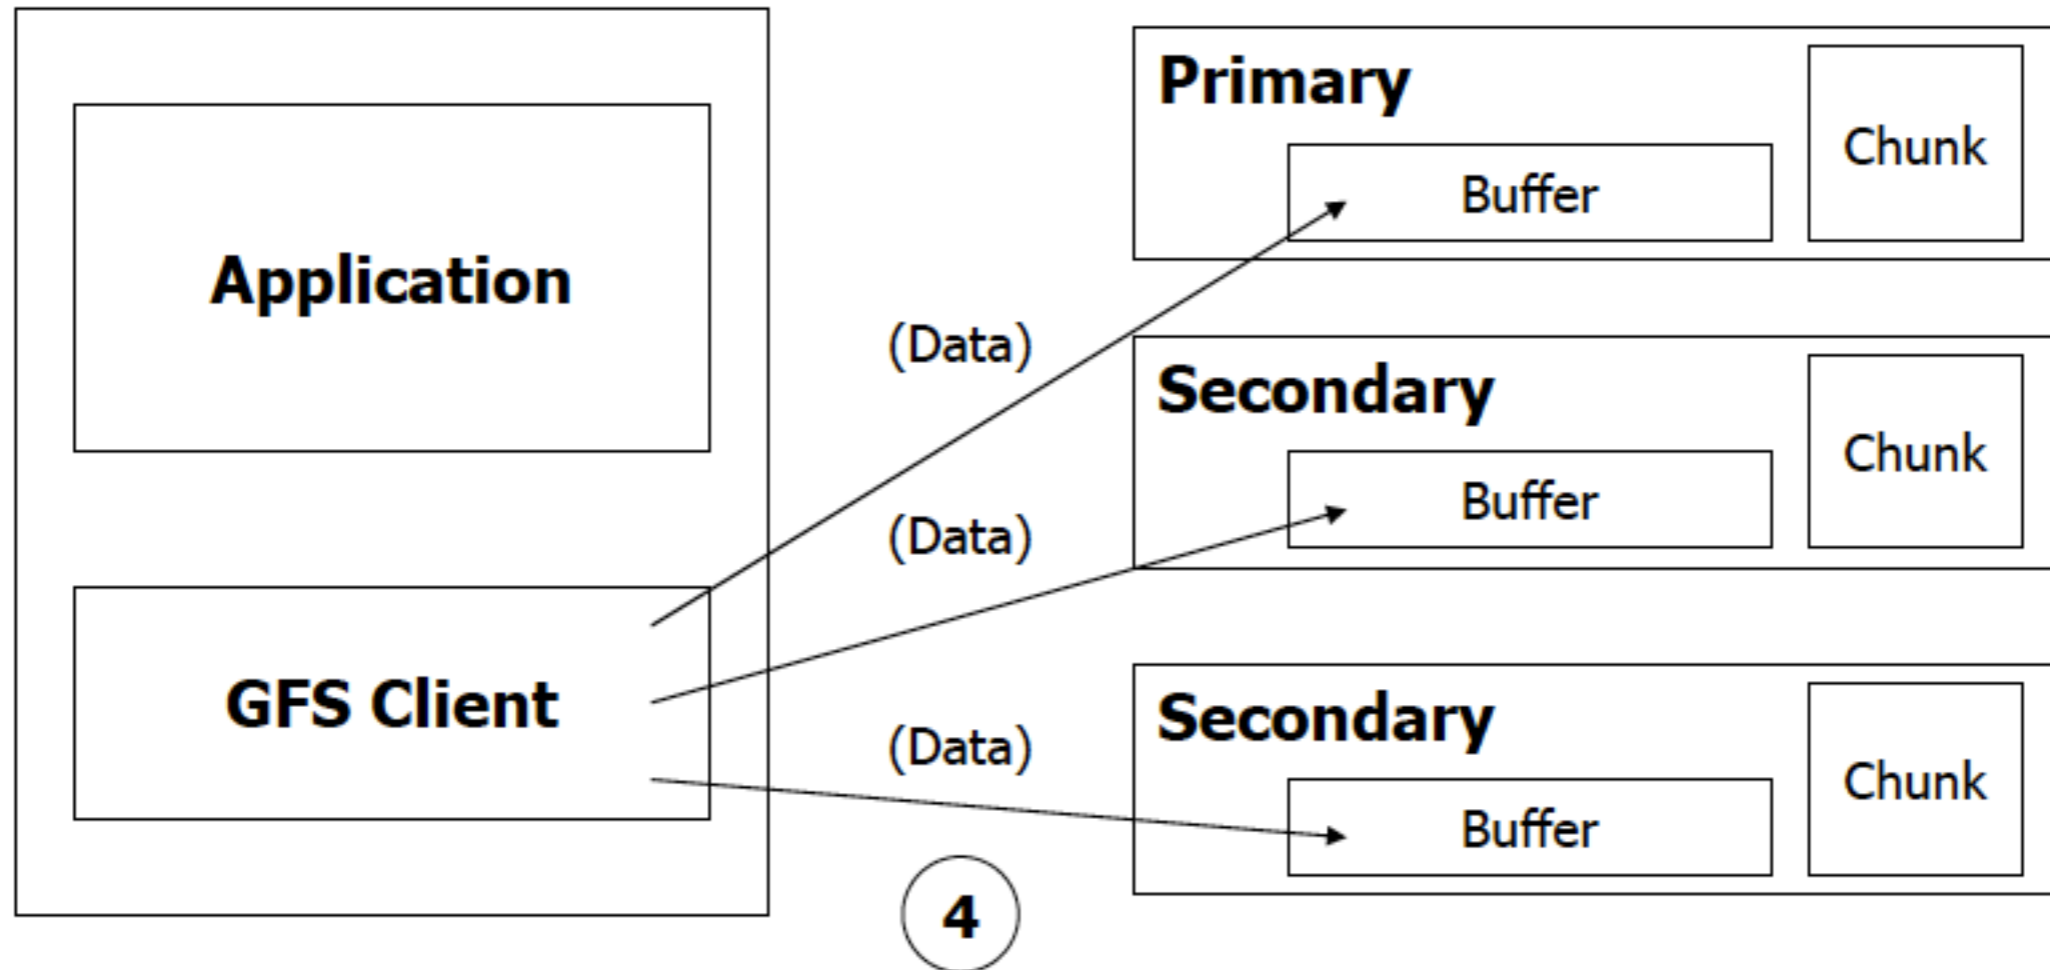 Primary
Chunk
Buffer
Application
(Data)
Secondary
Chunk
Buffer
(Data)
GFS Client
Secondary
Chunk
(Data)
Buffer
4